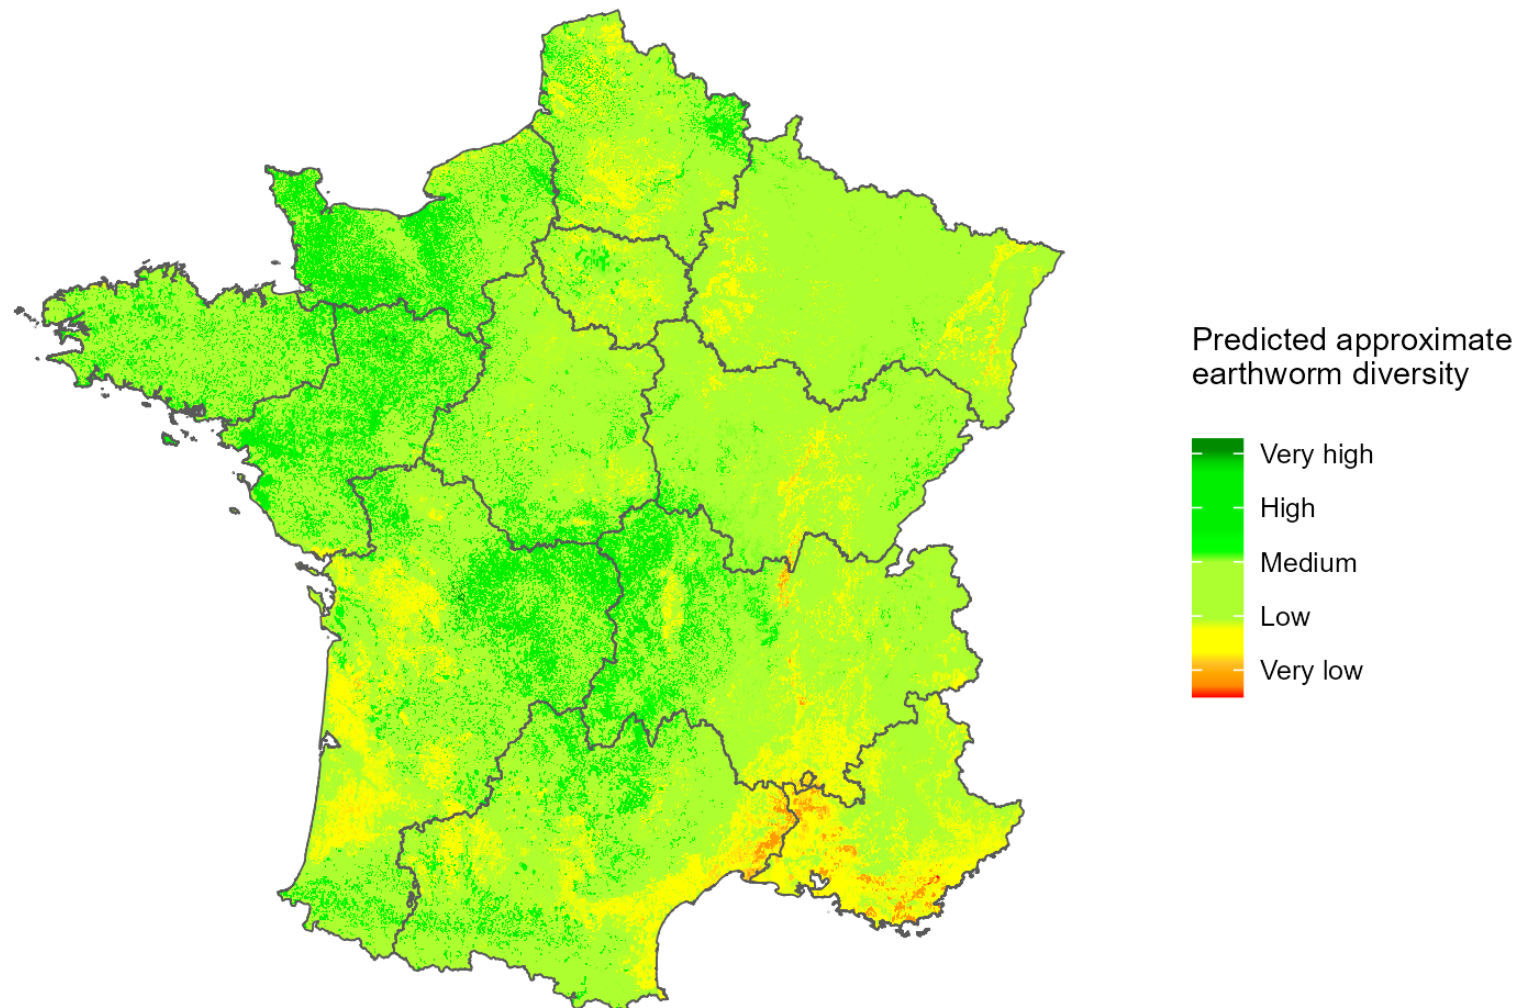 Predicted approximate
earthworm diversity
Very high
High
Medium
Low
Very low